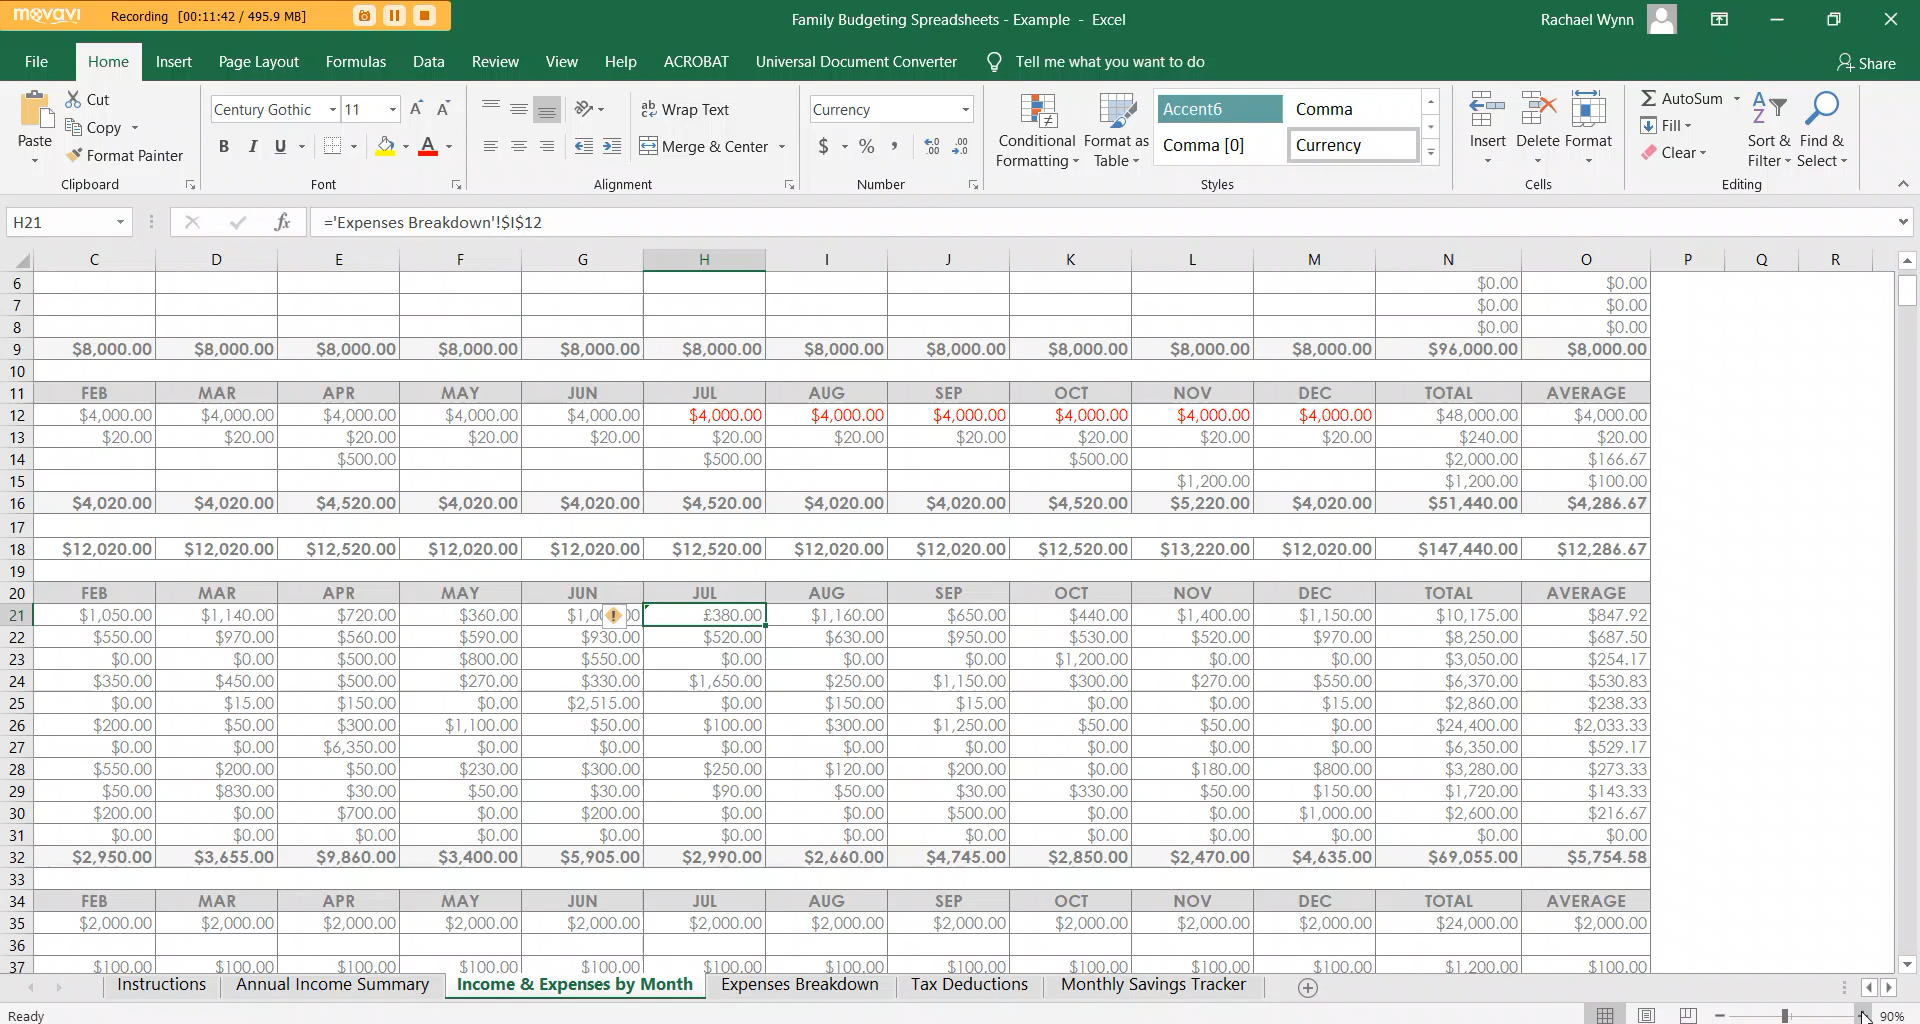 movavi Recording [00:11:42 / 495.9 MB]
Family Budgeting Spreadsheets - Example - Excel
Rachael Wynn
File Home Insert Page Layout Formulas Data Review View Help ACROBAT Universal Document Converter Tell me what you want to do Share
Paste
Cut
Copy
Format Painter
Clipboard
Century Gothic 11
B I U
Font
Wrap Text
Merge & Center
Alignment
Currency
$ % ,
Number
Conditional
Formatting
Format as
Table
Accent6 Comma
Comma [0] Currency
Styles
Insert Delete Format
Cells
AutoSum
Fill
Clear
Sort &
Filter
Find &
Select
Editing
H21 fx ='Expenses Breakdown'!$I$12
C D E F G H I J K L M N O P Q R
6 $0.00 $0.00
7 $0.00 $0.00
8 $0.00 $0.00
9 $8,000.00 $8,000.00 $8,000.00 $8,000.00 $8,000.00 $8,000.00 $8,000.00 $8,000.00 $8,000.00 $8,000.00 $8,000.00 $96,000.00 $8,000.00
10
11 FEB MAR APR MAY JUN JUL AUG SEP OCT NOV DEC TOTAL AVERAGE
12 $4,000.00 $4,000.00 $4,000.00 $4,000.00 $4,000.00 $4,000.00 $4,000.00 $4,000.00 $4,000.00 $4,000.00 $4,000.00 $48,000.00 $4,000.00
13 $20.00 $20.00 $20.00 $20.00 $20.00 $20.00 $20.00 $20.00 $20.00 $20.00 $20.00 $240.00 $20.00
14 $500.00 $500.00 $500.00 $2,000.00 $166.67
15 $1,200.00 $1,200.00 $100.00
16 $4,020.00 $4,020.00 $4,520.00 $4,020.00 $4,020.00 $4,520.00 $4,020.00 $4,020.00 $4,520.00 $5,220.00 $4,020.00 $51,440.00 $4,286.67
17
18 $12,020.00 $12,020.00 $12,520.00 $12,020.00 $12,020.00 $12,520.00 $12,020.00 $12,020.00 $12,520.00 $13,220.00 $12,020.00 $147,440.00 $12,286.67
19
20 FEB MAR APR MAY JUN JUL AUG SEP OCT NOV DEC TOTAL AVERAGE
21 $1,050.00 $1,140.00 $720.00 $360.00 £380.00 $1,160.00 $650.00 $440.00 $1,400.00 $1,150.00 $10,175.00 $847.92
22 $550.00 $970.00 $560.00 $590.00 $930.00 $520.00 $630.00 $950.00 $530.00 $520.00 $970.00 $8,250.00 $687.50
23 $0.00 $0.00 $500.00 $800.00 $550.00 $0.00 $0.00 $0.00 $1,200.00 $0.00 $0.00 $3,050.00 $254.17
24 $350.00 $450.00 $500.00 $270.00 $330.00 $1,650.00 $250.00 $1,150.00 $300.00 $270.00 $550.00 $6,370.00 $530.83
25 $0.00 $15.00 $150.00 $0.00 $2,515.00 $0.00 $150.00 $15.00 $0.00 $0.00 $15.00 $2,860.00 $238.33
26 $200.00 $50.00 $300.00 $1,100.00 $50.00 $100.00 $300.00 $1,250.00 $50.00 $50.00 $0.00 $24,400.00 $2,033.33
27 $0.00 $0.00 $6,350.00 $0.00 $0.00 $0.00 $0.00 $0.00 $0.00 $0.00 $0.00 $6,350.00 $529.17
28 $550.00 $200.00 $50.00 $230.00 $300.00 $250.00 $120.00 $200.00 $0.00 $180.00 $800.00 $3,280.00 $273.33
29 $50.00 $830.00 $30.00 $50.00 $30.00 $90.00 $50.00 $30.00 $330.00 $50.00 $150.00 $1,720.00 $143.33
30 $200.00 $0.00 $700.00 $0.00 $200.00 $0.00 $0.00 $500.00 $0.00 $0.00 $1,000.00 $2,600.00 $216.67
31 $0.00 $0.00 $0.00 $0.00 $0.00 $0.00 $0.00 $0.00 $0.00 $0.00 $0.00 $0.00 $0.00
32 $2,950.00 $3,655.00 $9,860.00 $3,400.00 $5,905.00 $2,990.00 $2,660.00 $4,745.00 $2,850.00 $2,470.00 $4,635.00 $69,055.00 $5,754.58
33
34 FEB MAR APR MAY JUN JUL AUG SEP OCT NOV DEC TOTAL AVERAGE
35 $2,000.00 $2,000.00 $2,000.00 $2,000.00 $2,000.00 $2,000.00 $2,000.00 $2,000.00 $2,000.00 $2,000.00 $2,000.00 $24,000.00 $2,000.00
36
37 $100.00 $100.00 $100.00 $100.00 $100.00 $100.00 $100.00 $100.00 $100.00 $100.00 $100.00 $1,200.00 $100.00
Instructions Annual Income Summary Income & Expenses by Month Expenses Breakdown Tax Deductions Monthly Savings Tracker
Ready 90%